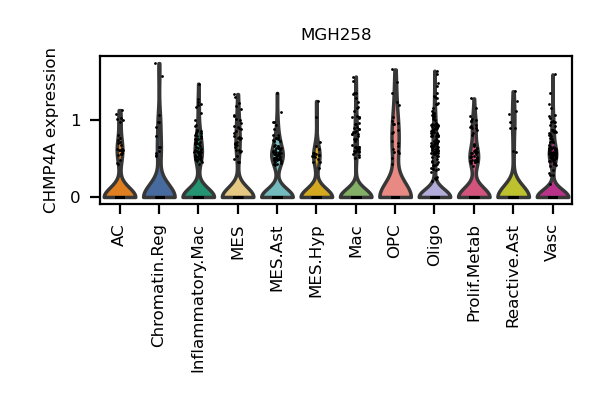 MGH258
CHMP4A expression
1
0
AC
Chromatin.Reg
Inflammatory.Mac
MES
MES.Ast
MES.Hyp
Mac
OPC
Oligo
Prolif.Metab
Reactive.Ast
Vasc